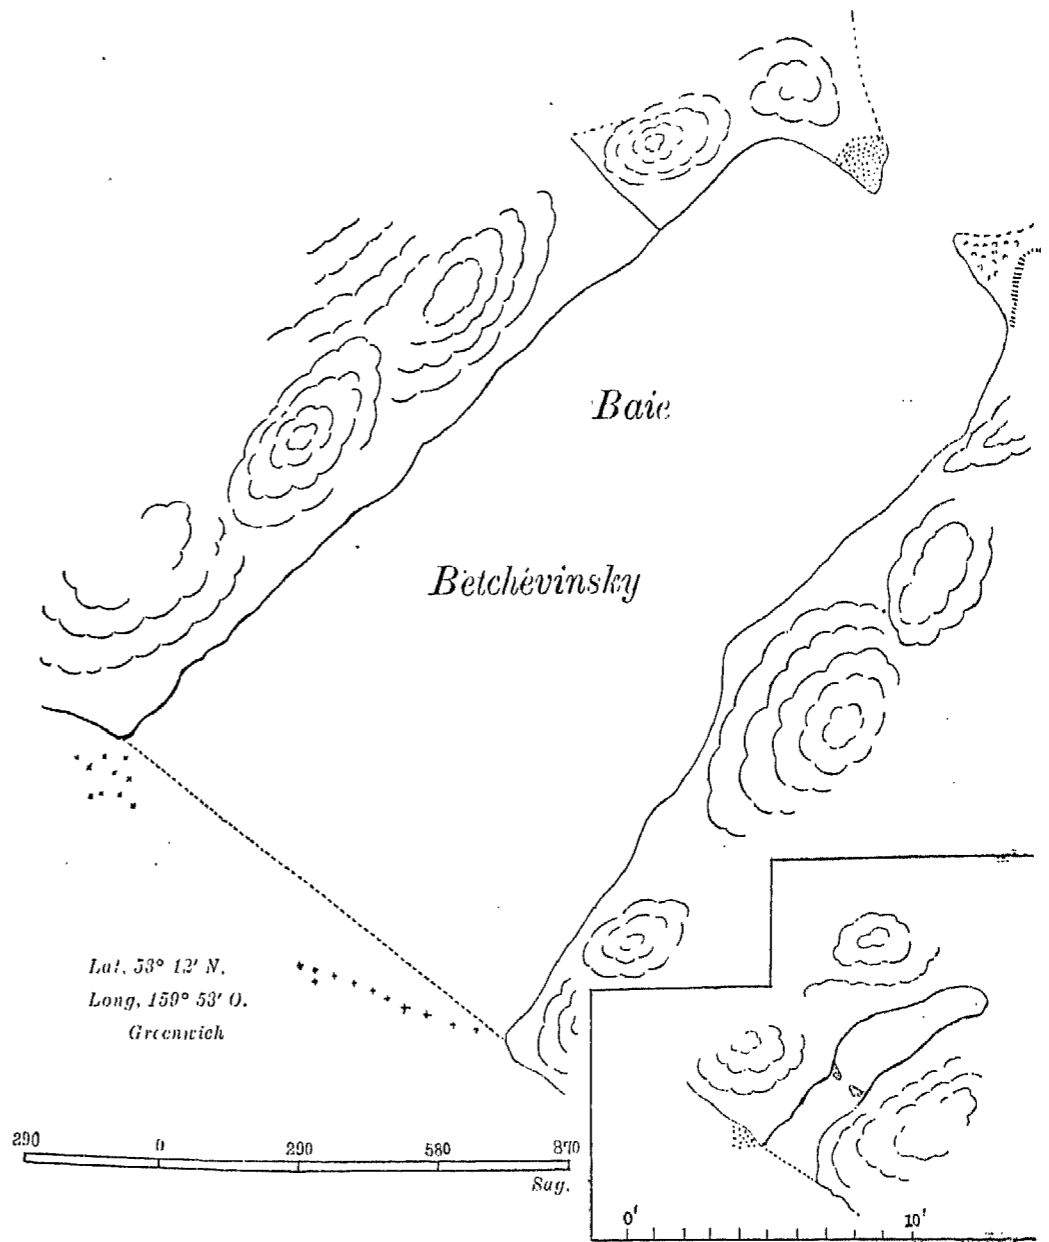 Baie
Betchévinsky
Lat, 53° 12' N.
Long, 159° 53' O.
Greenwich
290 0 290 580 870
Sag.
0' 10'